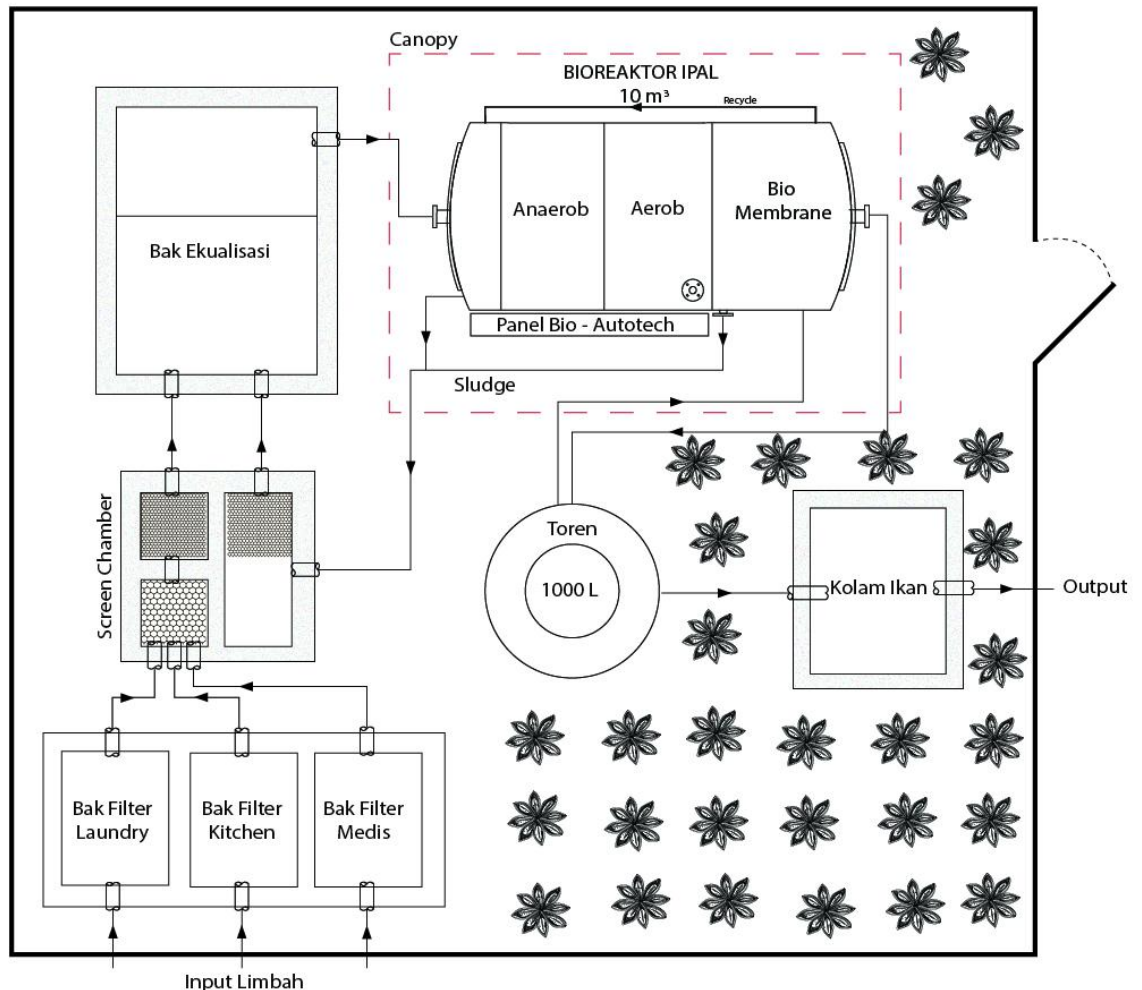 Canopy
BIOREAKTOR IPAL
10 m³
Recycle
Anaerob
Aerob
Bio
Membrane
Bak Ekualisasi
Panel Bio - Autotech
Sludge
Screen Chamber
Toren
1000 L
Kolam Ikan
Output
Bak Filter
Laundry
Bak Filter
Kitchen
Bak Filter
Medis
Input Limbah